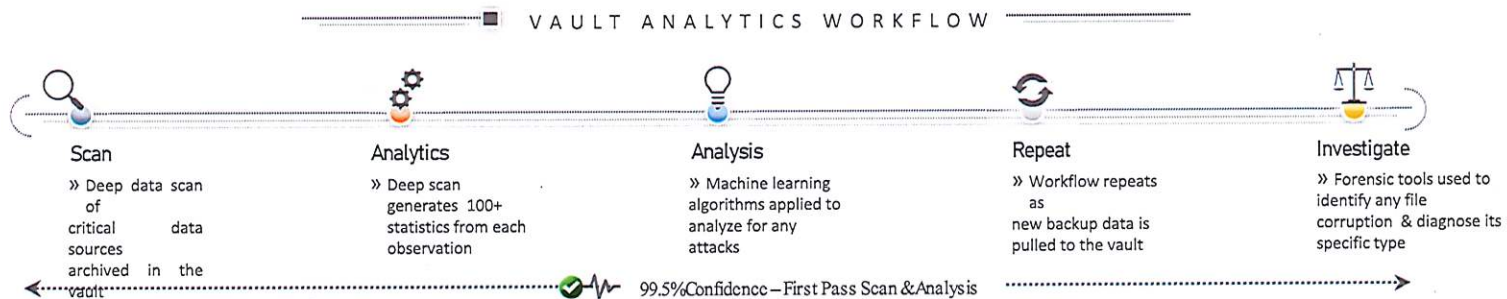 VAULT ANALYTICS WORKFLOW
Scan
» Deep data scan
of
critical data
sources
archived in the
vault
Analytics
» Deep scan
generates 100+
statistics from each
observation
Analysis
» Machine learning
algorithms applied to
analyze for any
attacks
Repeat
» Workflow repeats
as
new backup data is
pulled to the vault
Investigate
» Forensic tools used to
identify any file
corruption & diagnose its
specific type
99.5%Confidence – First Pass Scan &Analysis